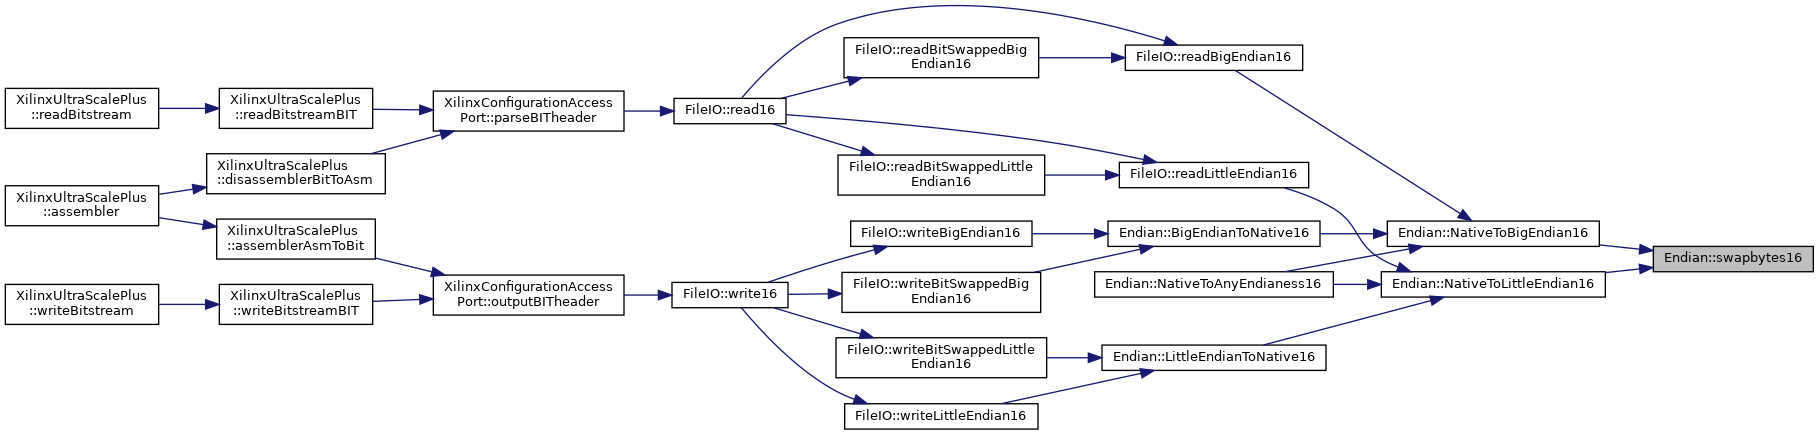 XilinxUltraScalePlus
::readBitstream
XilinxUltraScalePlus
::assembler
XilinxUltraScalePlus
::writeBitstream
XilinxUltraScalePlus
::readBitstreamBIT
XilinxUltraScalePlus
::disassemblerBitToAsm
XilinxUltraScalePlus
::assemblerAsmToBit
XilinxUltraScalePlus
::writeBitstreamBIT
XilinxConfigurationAccess
Port::parseBITheader
XilinxConfigurationAccess
Port::outputBITheader
FileIO::read16
FileIO::write16
FileIO::readBitSwappedBig
Endian16
FileIO::readBitSwappedLittle
Endian16
FileIO::writeBigEndian16
FileIO::writeBitSwappedBig
Endian16
FileIO::writeBitSwappedLittle
Endian16
FileIO::writeLittleEndian16
FileIO::readBigEndian16
FileIO::readLittleEndian16
Endian::BigEndianToNative16
Endian::NativeToAnyEndianess16
Endian::LittleEndianToNative16
Endian::NativeToBigEndian16
Endian::NativeToLittleEndian16
Endian::swapbytes16